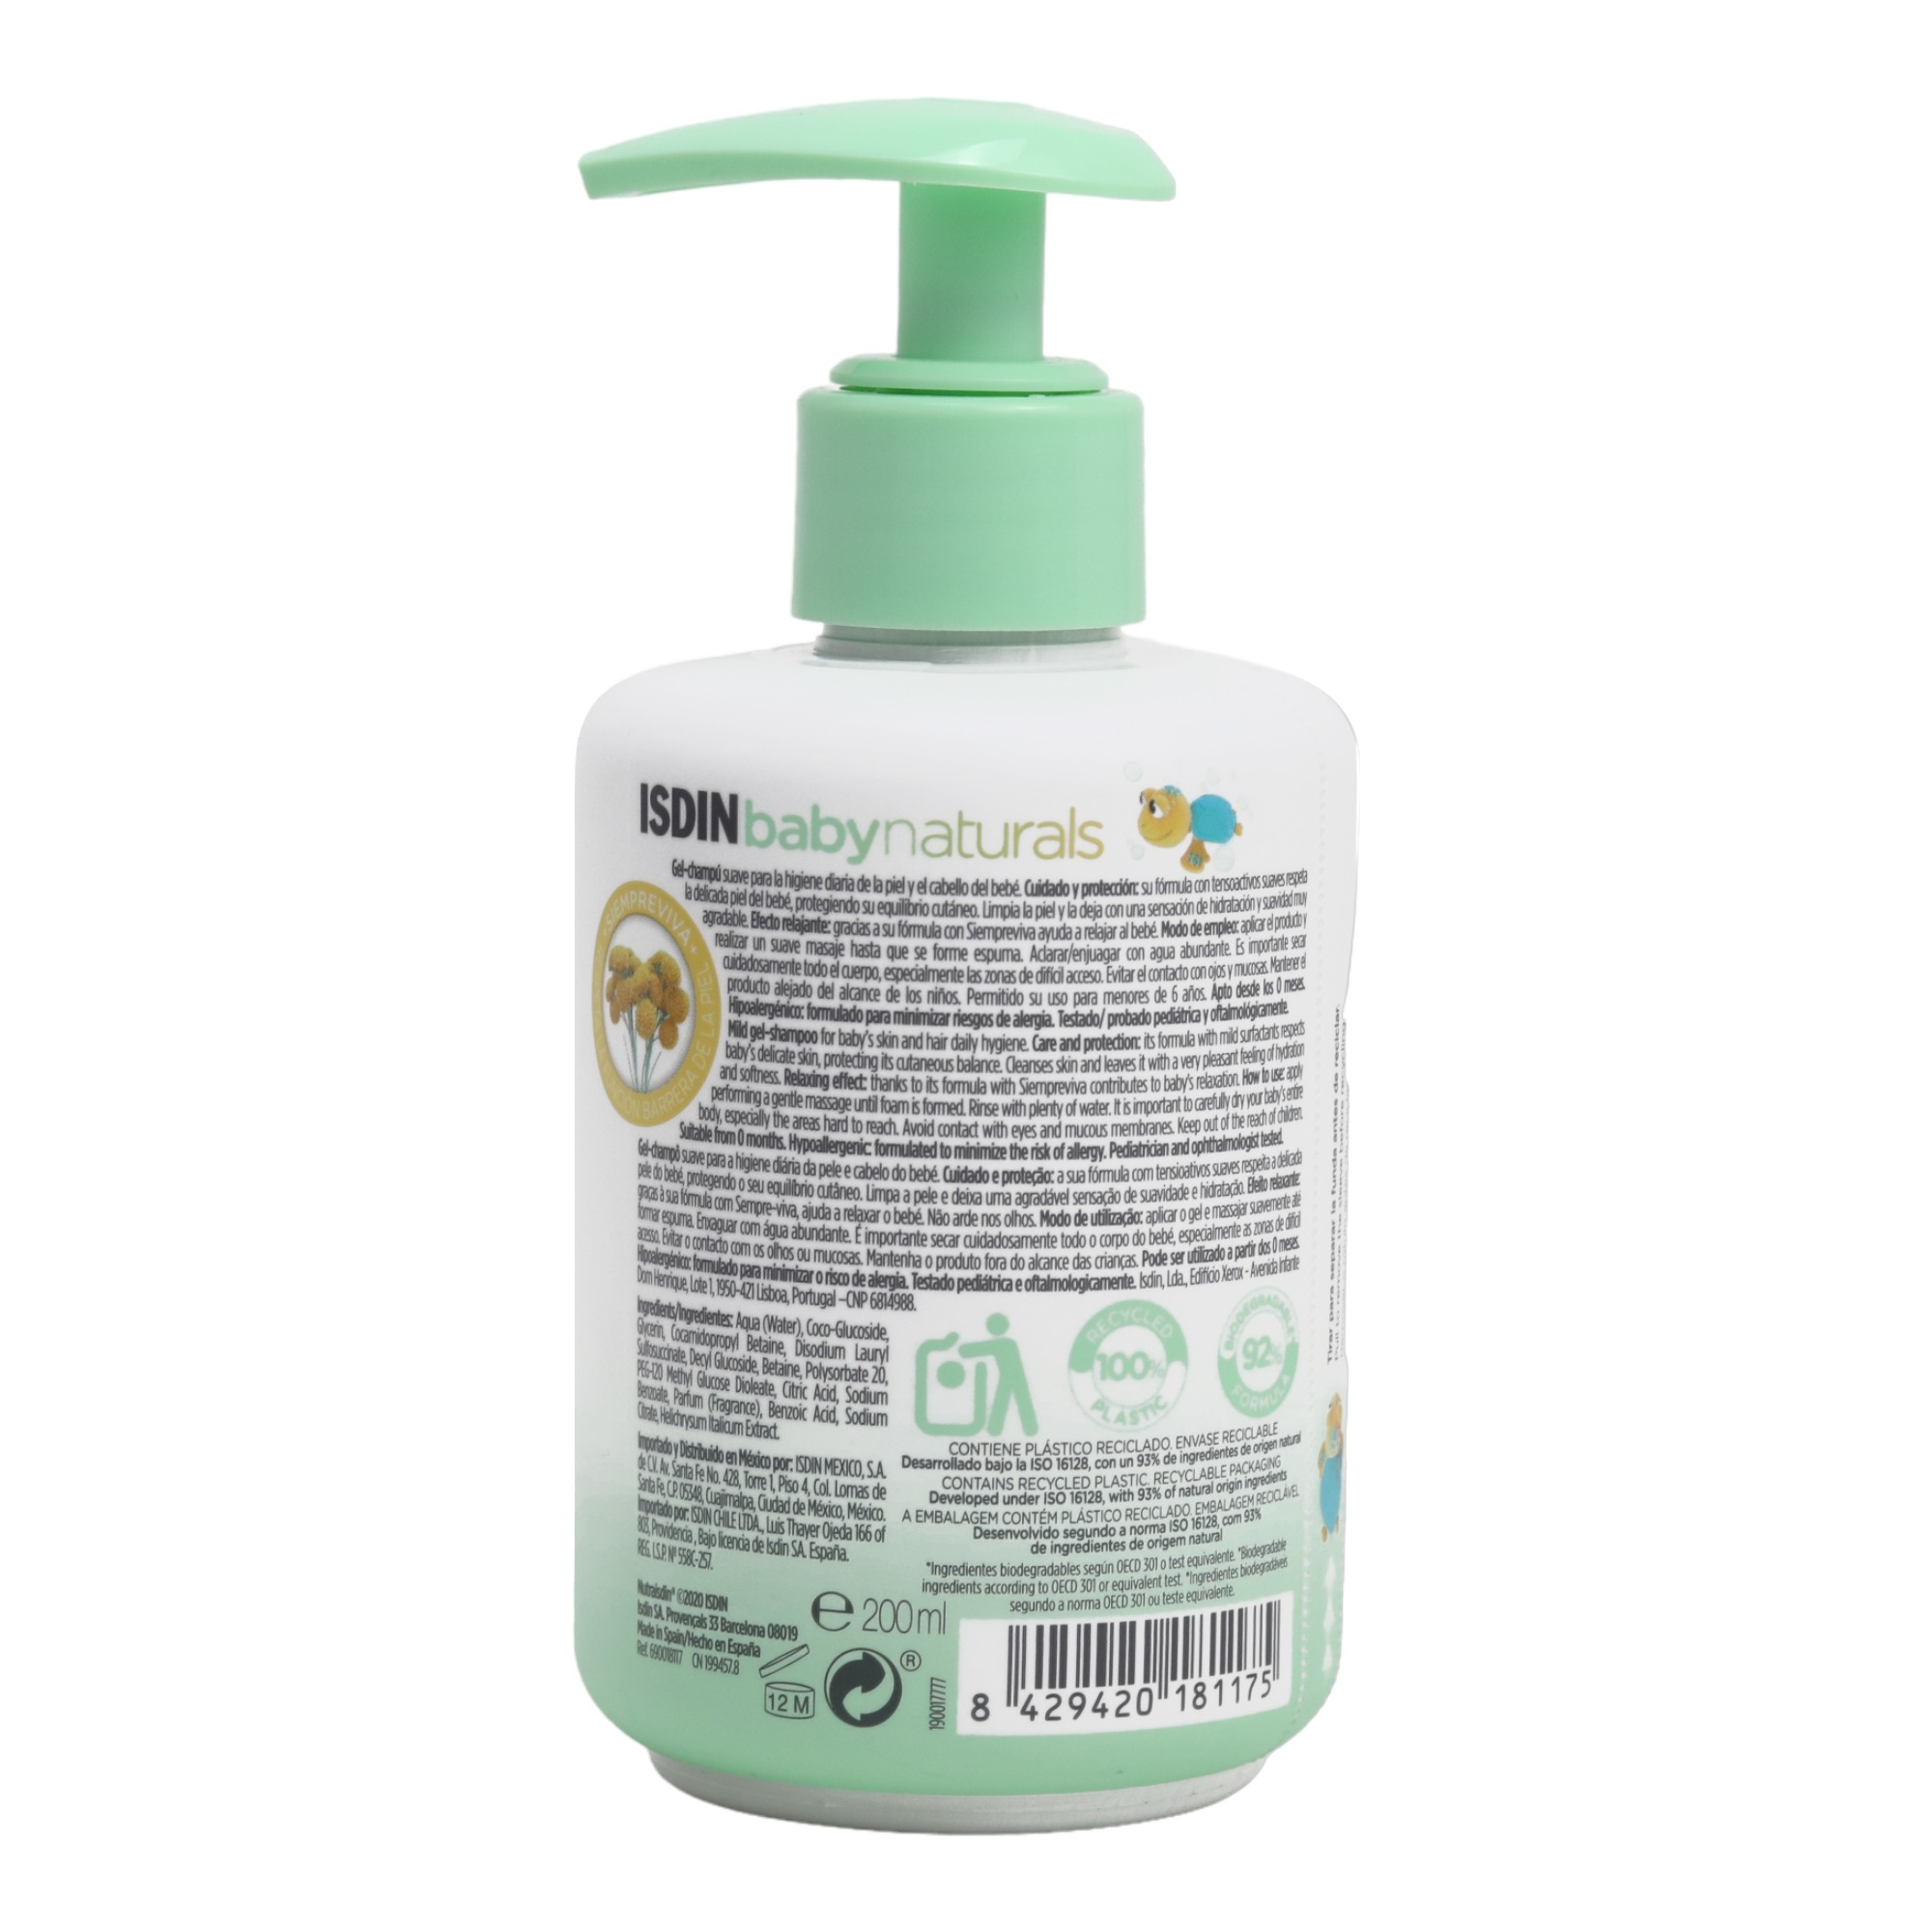 ISDIN babynaturals
Gel-champú suave para la higiene diaria de la piel y el cabello del bebé. Cuidado y protección: su fórmula con tensoactivos suaves respeta
la delicada piel del bebé, protegiendo su equilibrio cutáneo. Limpia la piel y la deja con una sensación de hidratación y suavidad muy
agradable. Efecto relajante: gracias a su fórmula con Siempreviva ayuda a relajar al bebé. Modo de empleo: aplicar el producto y
realizar un suave masaje hasta que se forme espuma. Aclarar/enjuagar con agua abundante. Es importante secar
cuidadosamente todo el cuerpo, especialmente las zonas de difícil acceso. Evitar el contacto con ojos y mucosas. Mantener el
producto alejado del alcance de los niños. Permitido su uso para menores de 6 años. Apto desde los 0 meses.
Hipoalergénico: formulado para minimizar riesgos de alergia. Testado/ probado pediátrica y oftalmológicamente.
Mild gel-shampoo for baby's skin and hair daily hygiene. Care and protection: its formula with mild surfactants respects
baby's delicate skin, protecting its cutaneous balance. Cleanses skin and leaves it with a very pleasant feeling of hydration
and softness. Relaxing effect: thanks to its formula with Siempreviva contributes to baby's relaxation. How to use: apply
performing a gentle massage until foam is formed. Rinse with plenty of water. It is important to carefully dry your baby's entire
body, especially the areas hard to reach. Avoid contact with eyes and mucous membranes. Keep out of the reach of children.
Suitable from 0 months. Hypoallergenic: formulated to minimize the risk of allergy. Pediatrician and ophthalmologist tested.
Gel-champô suave para a higiene diária da pele e cabelo do bebé. Cuidado e proteção: a sua fórmula com tensioativos suaves respeita a delicada
pele do bebé, protegendo o seu equilíbrio cutâneo. Limpa a pele e deixa uma agradável sensação de suavidade e hidratação. Efeito relaxante:
graças à sua fórmula com Sempre-viva, ajuda a relaxar o bebé. Não arde nos olhos. Modo de utilização: aplicar o gel e massajar suavemente até
formar espuma. Enxaguar com água abundante. É importante secar cuidadosamente todo o corpo do bebé, especialmente as zonas de difícil
acesso. Evitar o contacto com os olhos ou mucosas. Mantenha o produto fora do alcance das crianças. Pode ser utilizado a partir dos 0 meses.
Hipoalergénico: formulado para minimizar o risco de alergia. Testado pediátrica e oftalmologicamente. Isdin, Lda., Edifício Xerox - Avenida Infante
Dom Henrique, Lote 1, 1950-421 Lisboa, Portugal –CNP 6814988.
•SIEMPREVIVA•
BARRERA DE LA PIEL
Ingredients/Ingredientes: Aqua (Water), Coco-Glucoside,
Glycerin, Cocamidopropyl Betaine, Disodium Lauryl
Sulfosuccinate, Decyl Glucoside, Betaine, Polysorbate 20,
PEG-120 Methyl Glucose Dioleate, Citric Acid, Sodium
Benzoate, Parfum (Fragrance), Benzoic Acid, Sodium
Citrate, Helichrysum Italicum Extract.
Importado y Distribuido en México por: ISDIN MEXICO, S.A.
de C.V. Av. Santa Fe No. 428, Torre 1, Piso 4, Col. Lomas de
Santa Fe, C.P. 05348, Cuajimalpa, Ciudad de México, México.
Importado por: ISDIN CHILE LTDA., Luis Thayer Ojeda 166 of
803, Providencia, Bajo licencia de Isdin SA. España.
REG. I.S.P. Nº 558C-257.
Nutraisdin® ©2020 ISDIN
Isdin SA. Provençals 33 Barcelona 08019
Made in Spain/Hecho en España
Ref. 690018117 CN 199457.8
RECYCLED
100%
PLASTIC
BIODEGRADABLE*
92%
FORMULA
CONTIENE PLÁSTICO RECICLADO. ENVASE RECICLABLE
Desarrollado bajo la ISO 16128, con un 93% de ingredientes de origen natural
CONTAINS RECYCLED PLASTIC. RECYCLABLE PACKAGING
Developed under ISO 16128, with 93% of natural origin ingredients
A EMBALAGEM CONTÉM PLÁSTICO RECICLADO. EMBALAGEM RECICLÁVEL
Desenvolvido segundo a norma ISO 16128, com 93%
de ingredientes de origem natural
*Ingredientes biodegradables según OECD 301 o test equivalente. *Biodegradable
ingredients according to OECD 301 or equivalent test. *Ingredientes biodegradáveis
segundo a norma OECD 301 ou teste equivalente.
e 200 ml
12 M
®
190017777
8 429420 181175
Tirar para separar la funda antes de reciclar.